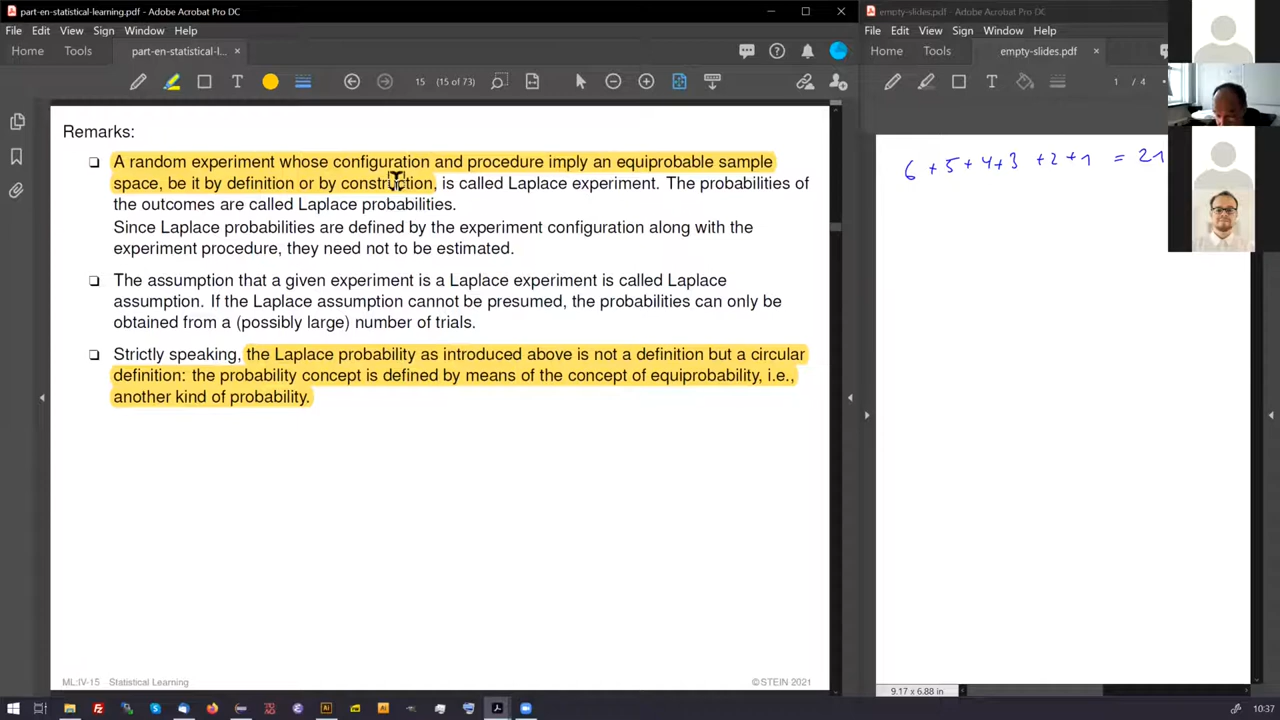 part-en-statistical-learning.pdf - Adobe Acrobat Pro DC
File Edit View Sign Window Help
Home Tools part-en-statistical-l... ×
15 (15 of 73)
Remarks:
❑ A random experiment whose configuration and procedure imply an equiprobable sample
space, be it by definition or by construction, is called Laplace experiment. The probabilities of
the outcomes are called Laplace probabilities.
Since Laplace probabilities are defined by the experiment configuration along with the
experiment procedure, they need not to be estimated.
❑ The assumption that a given experiment is a Laplace experiment is called Laplace
assumption. If the Laplace assumption cannot be presumed, the probabilities can only be
obtained from a (possibly large) number of trials.
❑ Strictly speaking, the Laplace probability as introduced above is not a definition but a circular
definition: the probability concept is defined by means of the concept of equiprobability, i.e.,
another kind of probability.
ML:IV-15 Statistical Learning
©STEIN 2021
empty-slides.pdf - Adobe Acrobat Pro DC
File Edit View Sign Window Help
Home Tools empty-slides.pdf ×
1 / 4
6 + 5 + 4 + 3 + 2 + 1 = 21
9.17 x 6.88 in
10:37